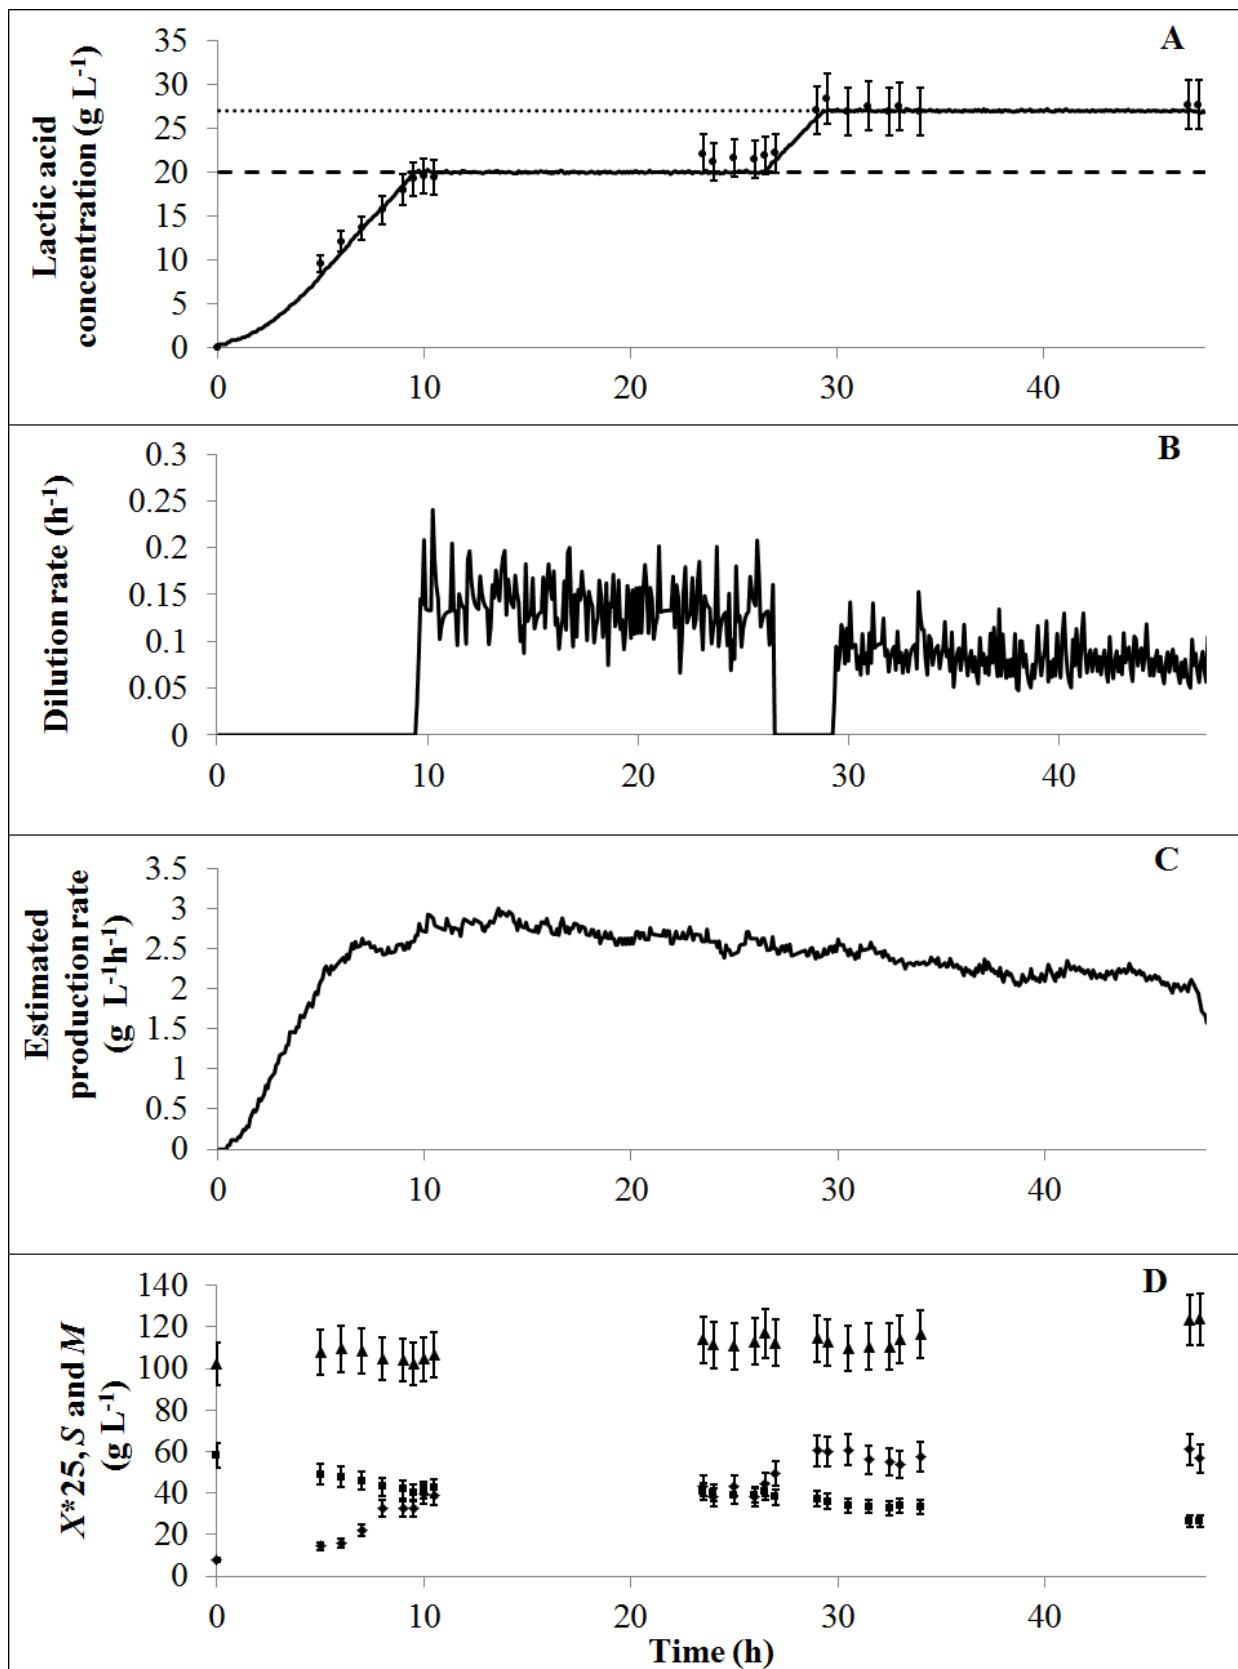 A
Lactic acid
concentration (g L⁻¹)
35
30
25
20
15
10
5
0
0 10 20 30 40
B
Dilution rate (h⁻¹)
0.3
0.25
0.2
0.15
0.1
0.05
0
0 10 20 30 40
C
Estimated
production rate
(g L⁻¹h⁻¹)
3.5
3
2.5
2
1.5
1
0.5
0
0 10 20 30 40
D
X*25, S and M
(g L⁻¹)
140
120
100
80
60
40
20
0
0 10 20 30 40
Time (h)